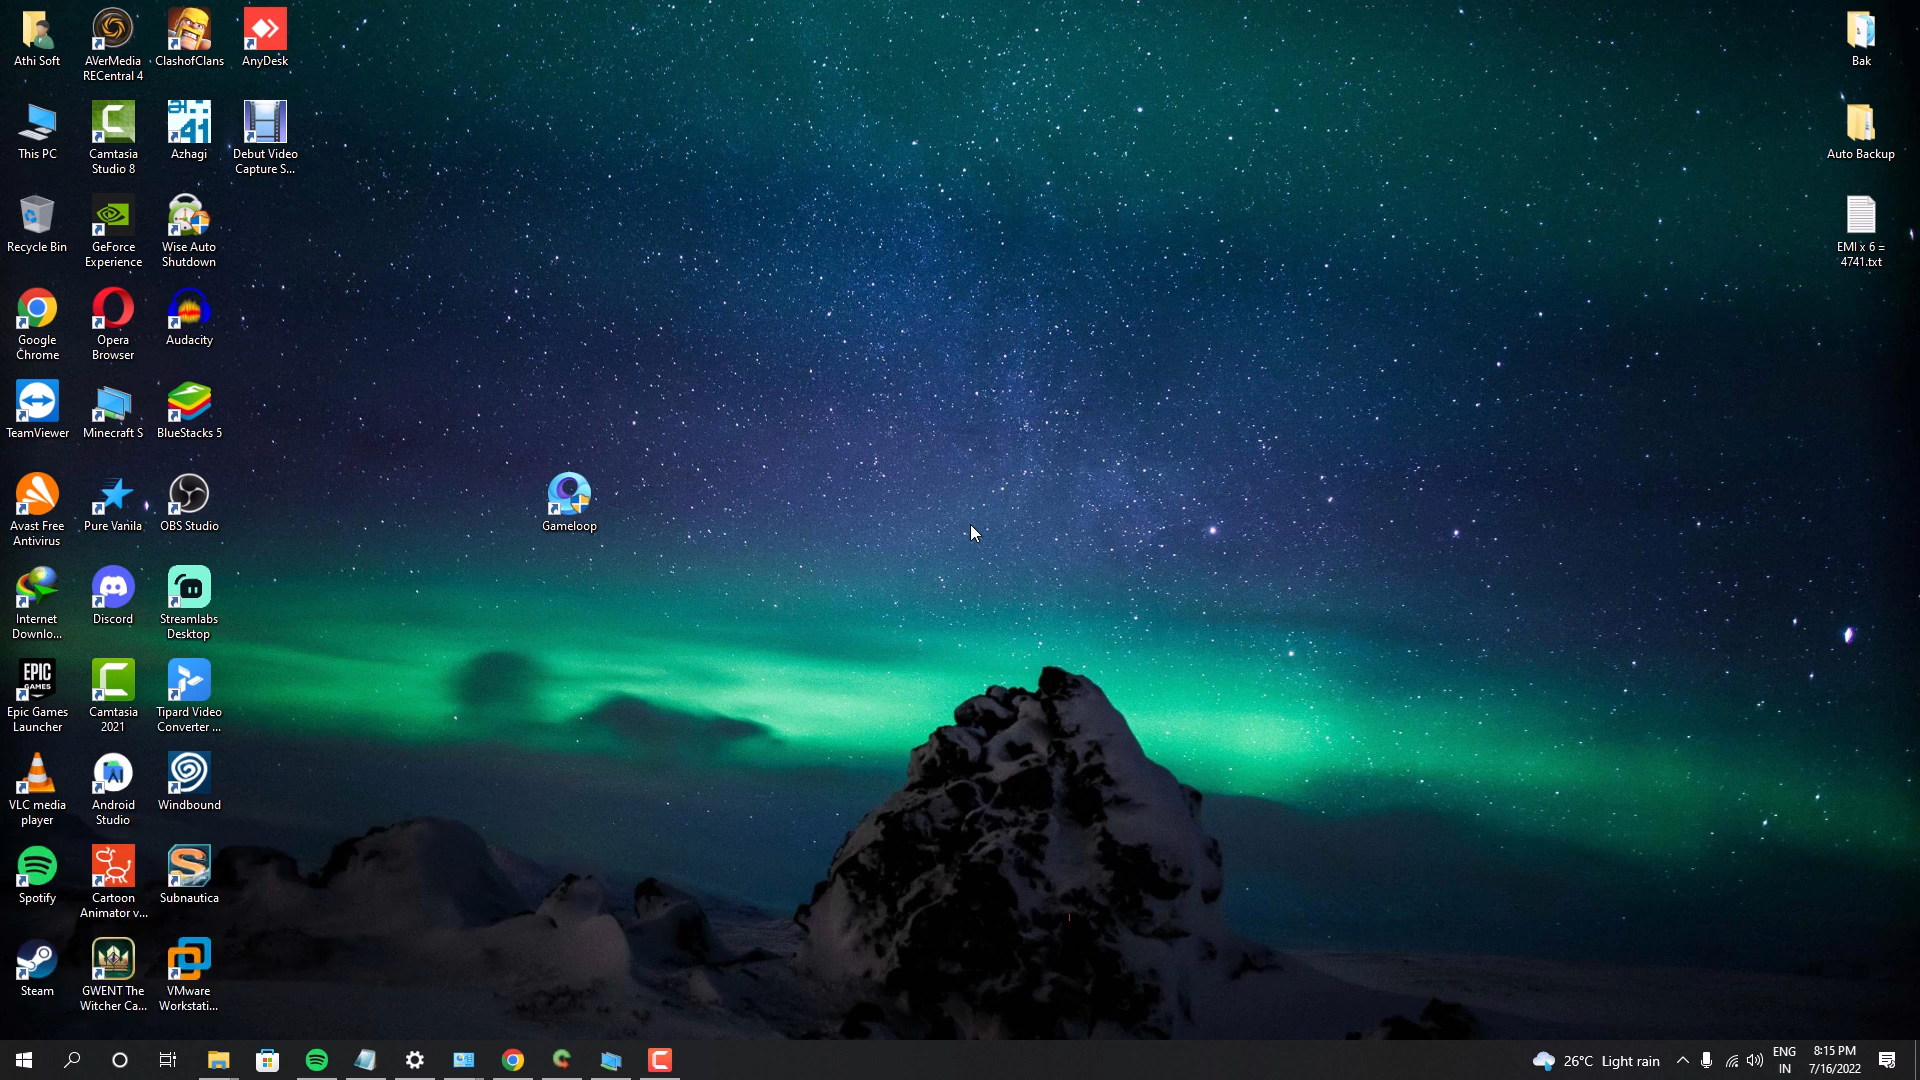 Athi Soft
AVerMedia
RECentral 4
ClashofClans
AnyDesk
Bak
This PC
Camtasia
Studio 8
Azhagi
Debut Video
Capture S...
Auto Backup
Recycle Bin
GeForce
Experience
Wise Auto
Shutdown
EMI x 6 =
4741.txt
Google
Chrome
Opera
Browser
Audacity
TeamViewer
Minecraft S
BlueStacks 5
Avast Free
Antivirus
Pure Vanila
OBS Studio
Gameloop
Internet
Downlo...
Discord
Streamlabs
Desktop
EPIC
GAMES
Epic Games
Launcher
Camtasia
2021
Tipard Video
Converter ...
VLC media
player
Android
Studio
Windbound
Spotify
Cartoon
Animator v...
Subnautica
Steam
GWENT The
Witcher Ca...
VMware
Workstati...
26°C Light rain
ENG
IN
8:15 PM
7/16/2022